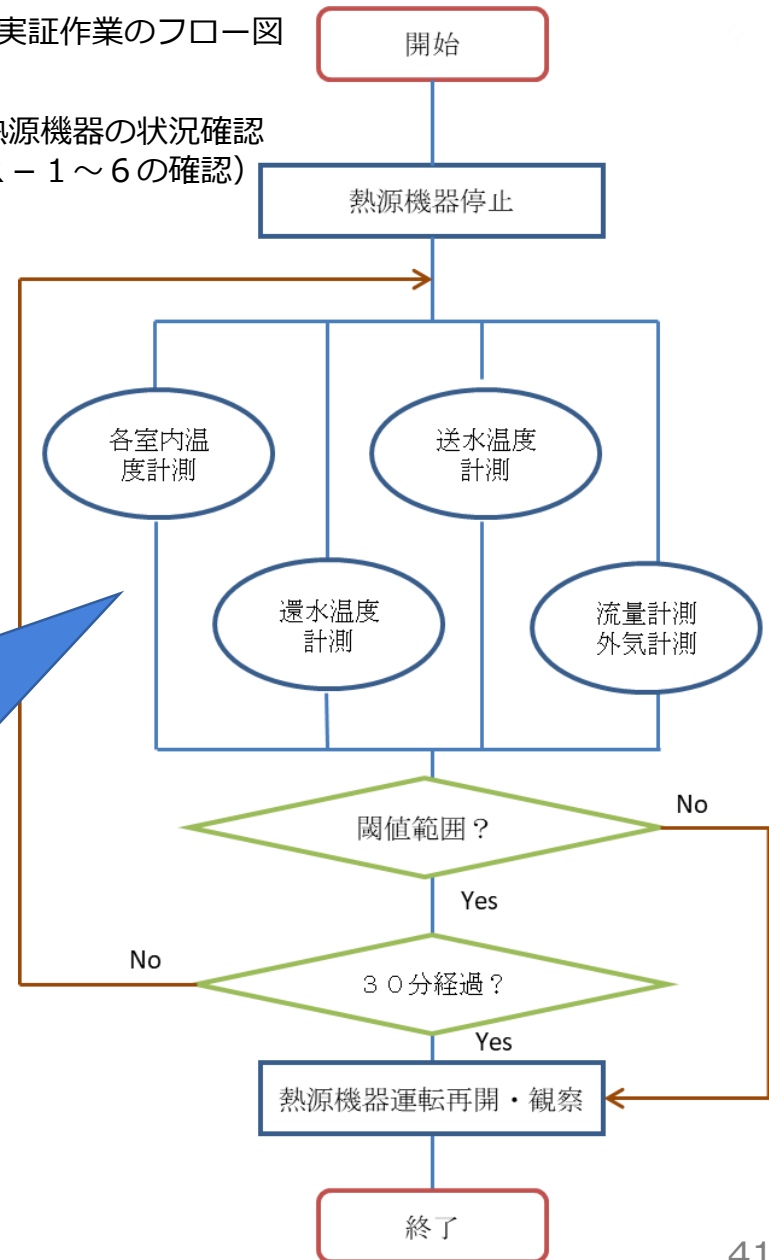 実証作業のフロー図
開始
熱源機器の状況確認
－１～６の確認）
熱源機器停止
各室内温
度計測
送水温度
計測
還水温度
計測
流量計測
外気計測
閾値範囲？
No
Yes
３０分経過？
No
Yes
熱源機器運転再開・観察
終了
41